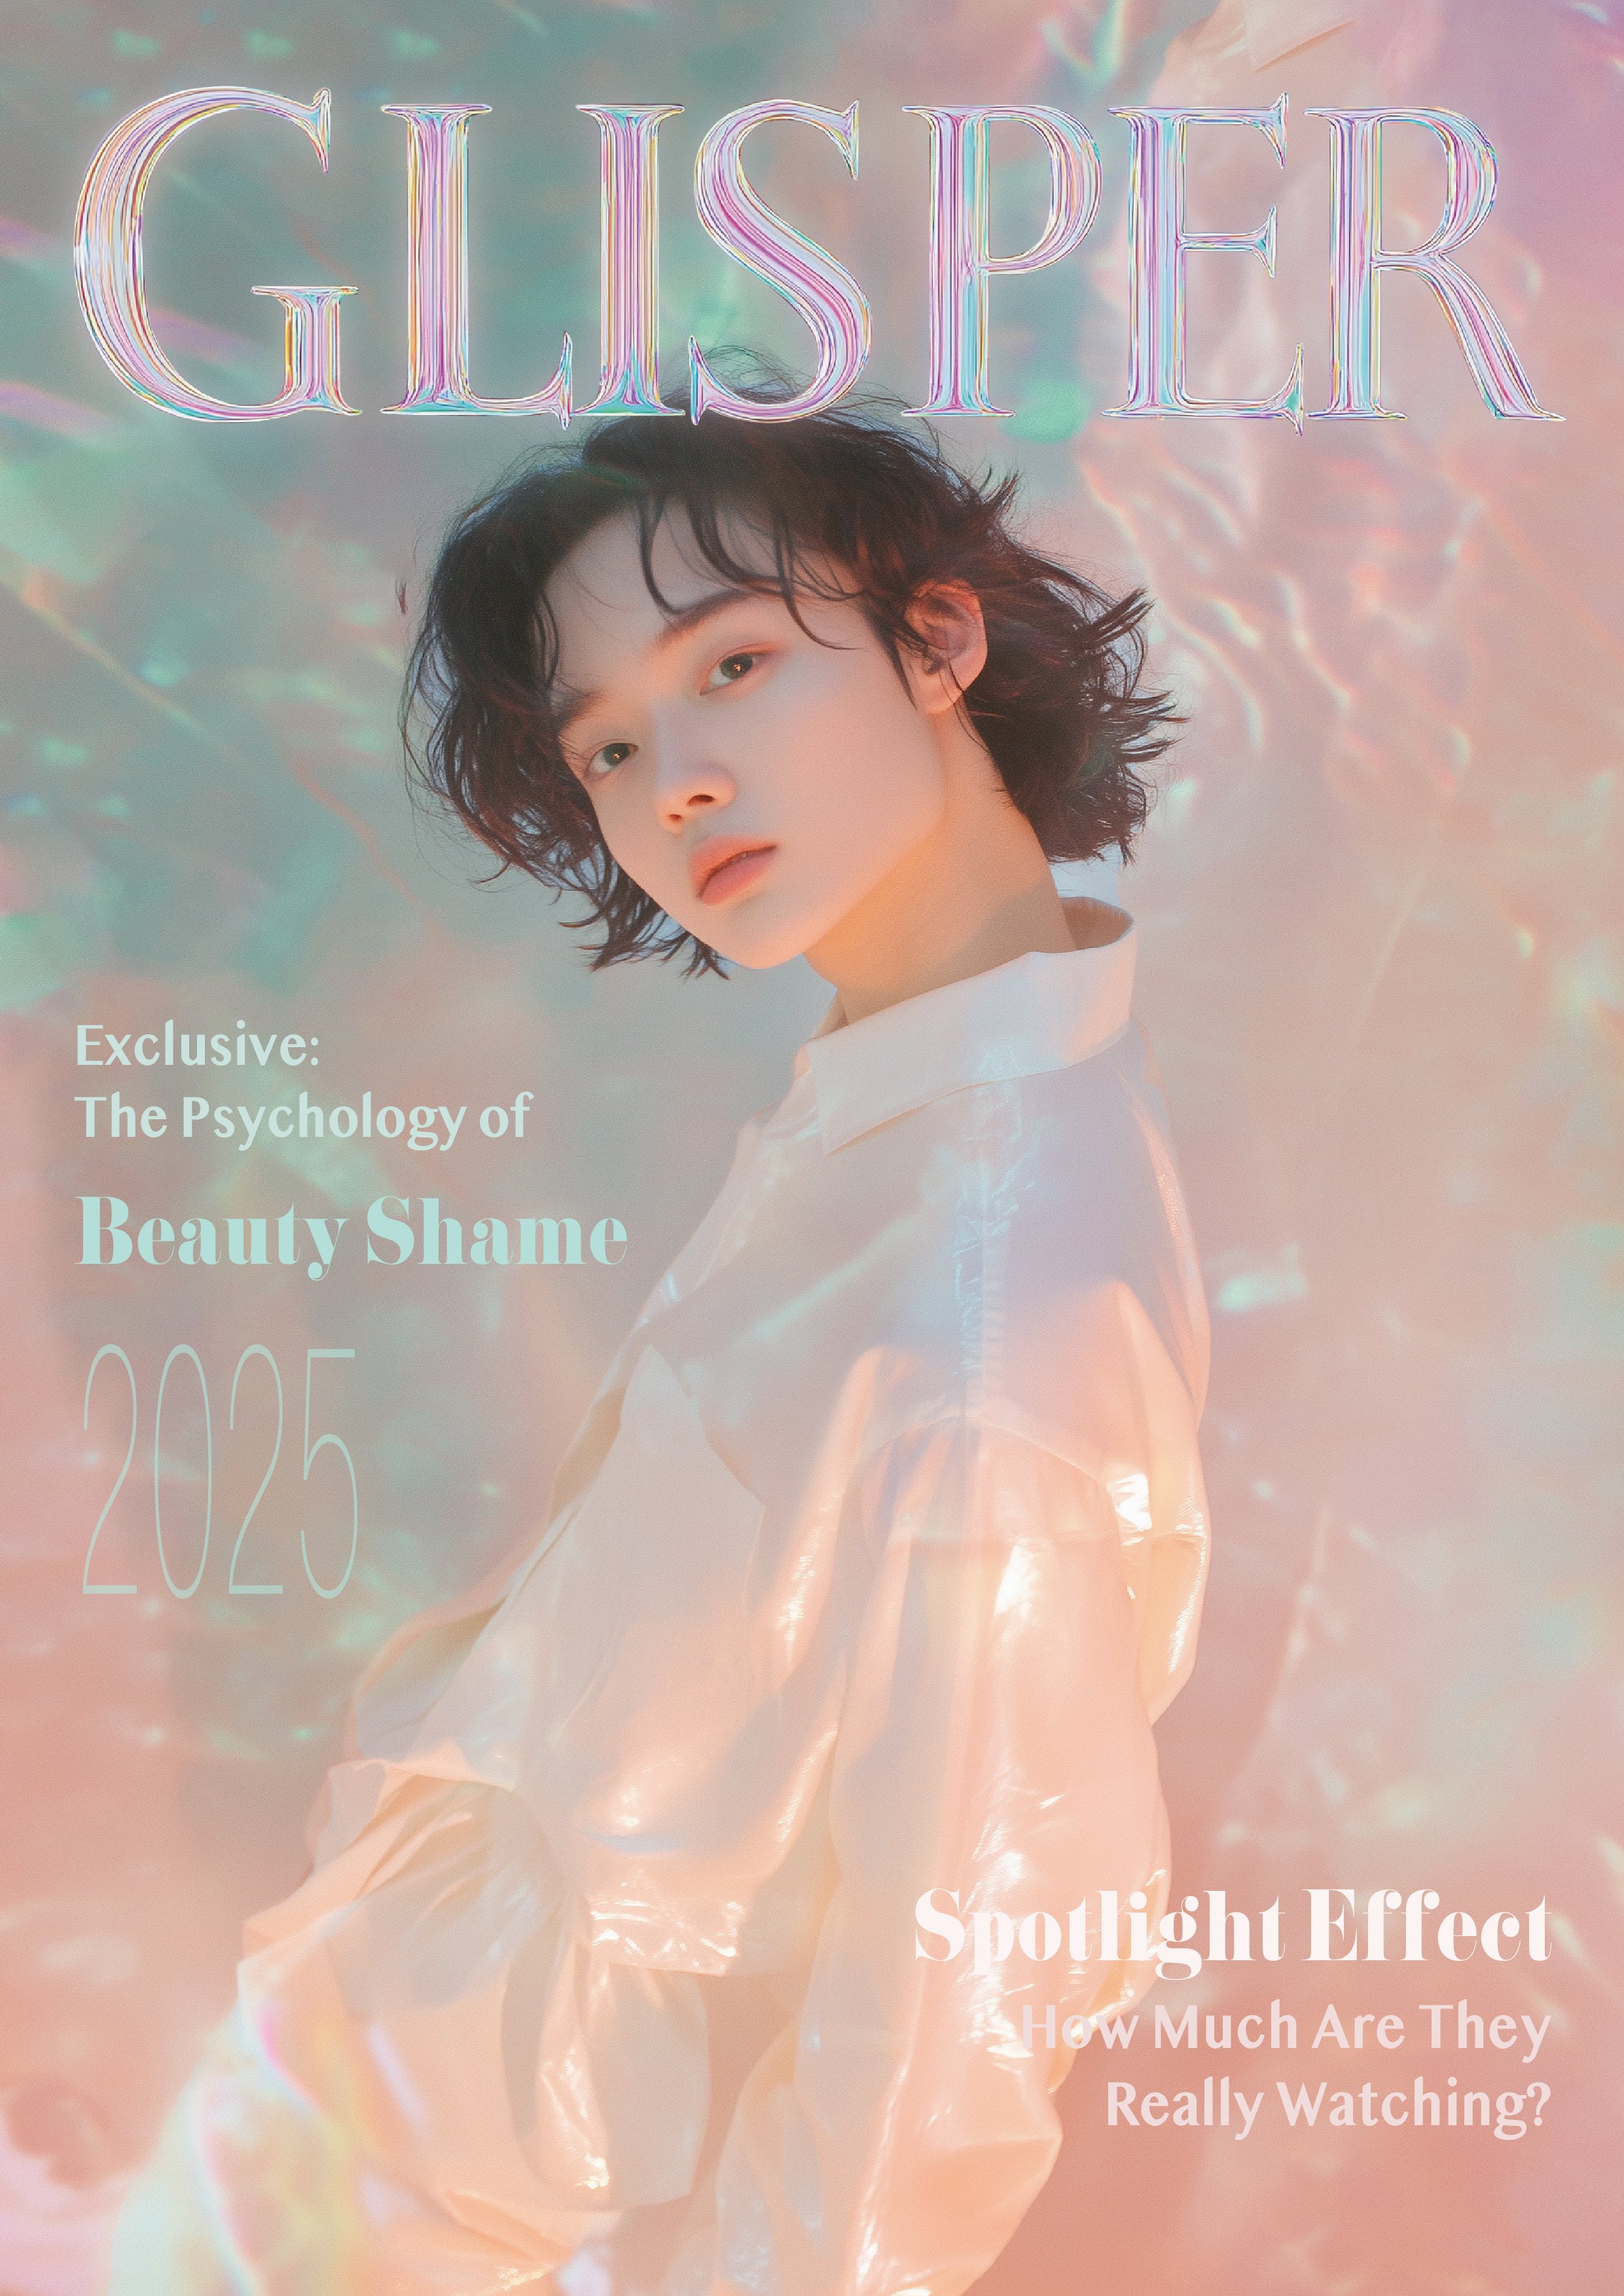 GLISPER
Exclusive:
The Psychology of
Beauty Shame
2025
Spotlight Effect
How Much Are They
Really Watching?